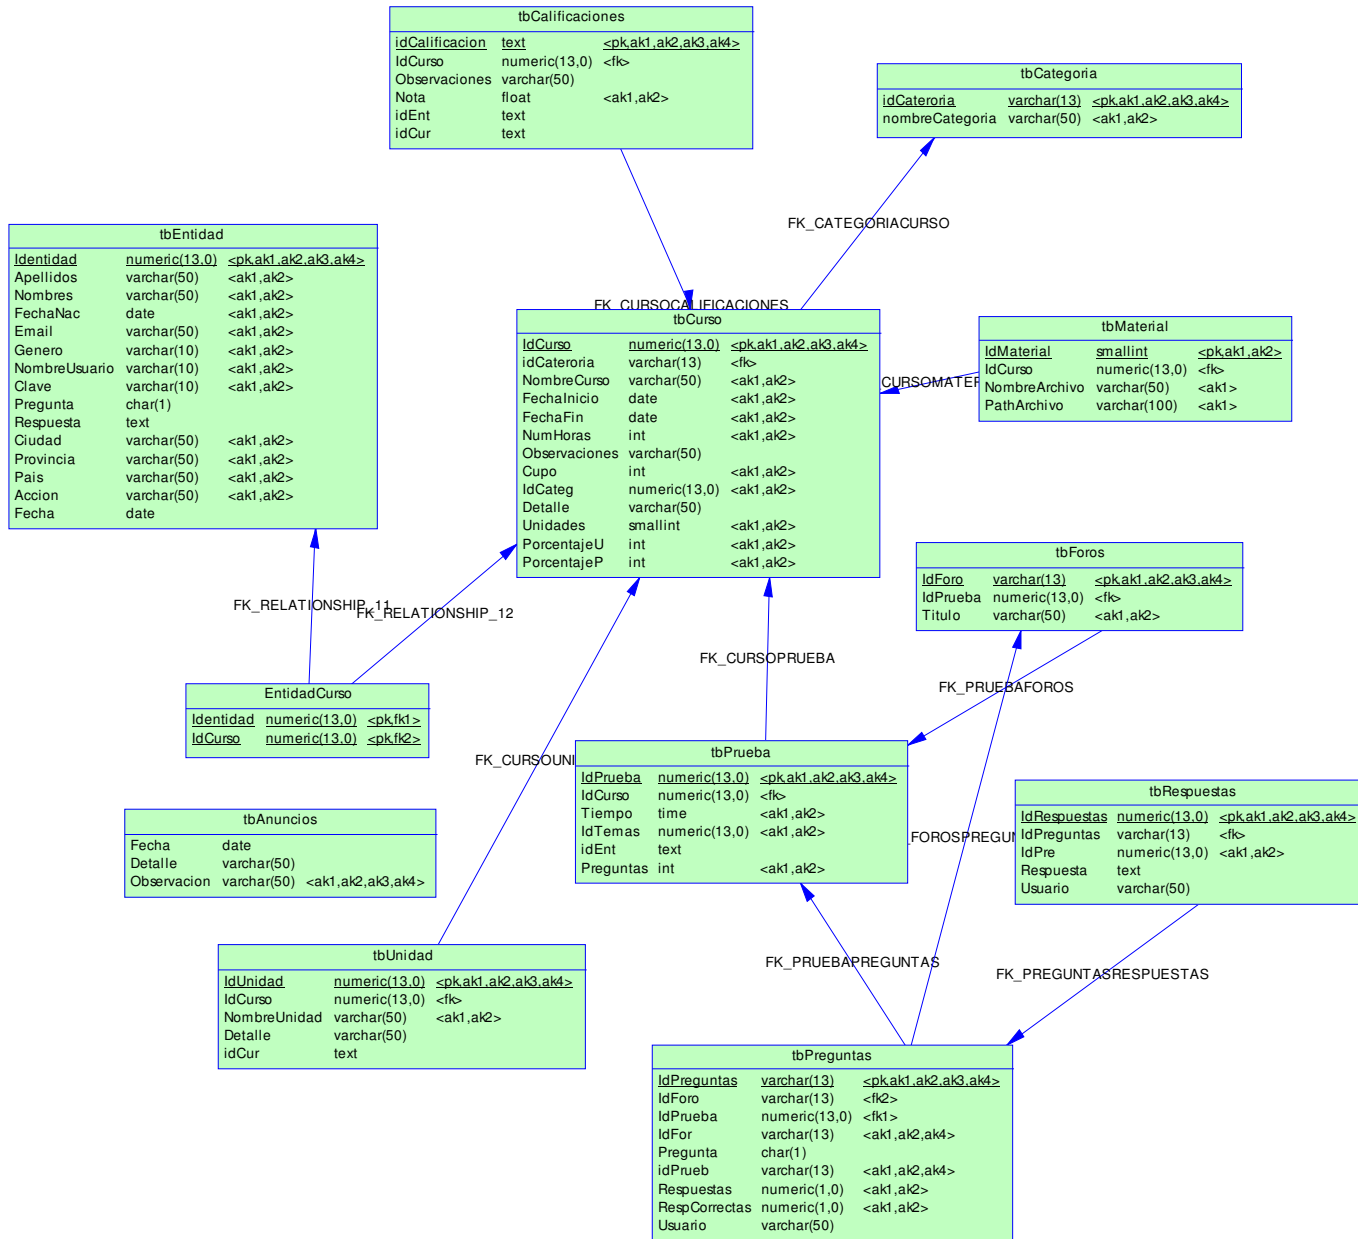 tbCalificaciones
idCalificacion text <pk,ak1,ak2,ak3,ak4>
IdCurso numeric(13,0) <fk>
Observaciones varchar(50)
Nota float <ak1,ak2>
idEnt text
idCur text
tbCategoria
idCateroria varchar(13) <pk,ak1,ak2,ak3,ak4>
nombreCategoria varchar(50) <ak1,ak2>
FK_CATEGORIACURSO
tbEntidad
Identidad numeric(13,0) <pk,ak1,ak2,ak3,ak4>
Apellidos varchar(50) <ak1,ak2>
Nombres varchar(50) <ak1,ak2>
FechaNac date <ak1,ak2>
Email varchar(50) <ak1,ak2>
Genero varchar(10) <ak1,ak2>
NombreUsuario varchar(10) <ak1,ak2>
Clave varchar(10) <ak1,ak2>
Pregunta char(1)
Respuesta text
Ciudad varchar(50) <ak1,ak2>
Provincia varchar(50) <ak1,ak2>
Pais varchar(50) <ak1,ak2>
Accion varchar(50) <ak1,ak2>
Fecha date
FK_CURSOCALIFICACIONES
tbCurso
IdCurso numeric(13,0) <pk,ak1,ak2,ak3,ak4>
idCateroria varchar(13) <fk>
NombreCurso varchar(50) <ak1,ak2>
FechaInicio date <ak1,ak2>
FechaFin date <ak1,ak2>
NumHoras int <ak1,ak2>
Observaciones varchar(50)
Cupo int <ak1,ak2>
IdCateg numeric(13,0) <ak1,ak2>
Detalle varchar(50)
Unidades smallint <ak1,ak2>
PorcentajeU int <ak1,ak2>
PorcentajeP int <ak1,ak2>
CURSOMATER
tbMaterial
IdMaterial smallint <pk,ak1,ak2>
IdCurso numeric(13,0) <fk>
NombreArchivo varchar(50) <ak1>
PathArchivo varchar(100) <ak1>
FK_RELATIONSHIP_11
FK_RELATIONSHIP_12
tbForos
IdForo varchar(13) <pk,ak1,ak2,ak3,ak4>
IdPrueba numeric(13,0) <fk>
Titulo varchar(50) <ak1,ak2>
FK_CURSOPRUEBA
FK_PRUEBAFOROS
EntidadCurso
Identidad numeric(13,0) <pk,fk1>
IdCurso numeric(13,0) <pk,fk2>
FK_CURSOUNI
tbPrueba
IdPrueba numeric(13,0) <pk,ak1,ak2,ak3,ak4>
IdCurso numeric(13,0) <fk>
Tiempo time <ak1,ak2>
IdTemas numeric(13,0) <ak1,ak2>
idEnt text
Preguntas int <ak1,ak2>
_FOROSPREGUN
tbRespuestas
IdRespuestas numeric(13,0) <pk,ak1,ak2,ak3,ak4>
IdPreguntas varchar(13) <fk>
IdPre numeric(13,0) <ak1,ak2>
Respuesta text
Usuario varchar(50)
tbAnuncios
Fecha date
Detalle varchar(50)
Observacion varchar(50) <ak1,ak2,ak3,ak4>
tbUnidad
IdUnidad numeric(13,0) <pk,ak1,ak2,ak3,ak4>
IdCurso numeric(13,0) <fk>
NombreUnidad varchar(50) <ak1,ak2>
Detalle varchar(50)
idCur text
FK_PRUEBAPREGUNTAS
FK_PREGUNTASRESPUESTAS
tbPreguntas
IdPreguntas varchar(13) <pk,ak1,ak2,ak3,ak4>
IdForo varchar(13) <fk2>
IdPrueba numeric(13,0) <fk1>
IdFor varchar(13) <ak1,ak2,ak4>
Pregunta char(1)
idPrueb varchar(13) <ak1,ak2,ak4>
Respuestas numeric(1,0) <ak1,ak2>
RespCorrectas numeric(1,0) <ak1,ak2>
Usuario varchar(50)